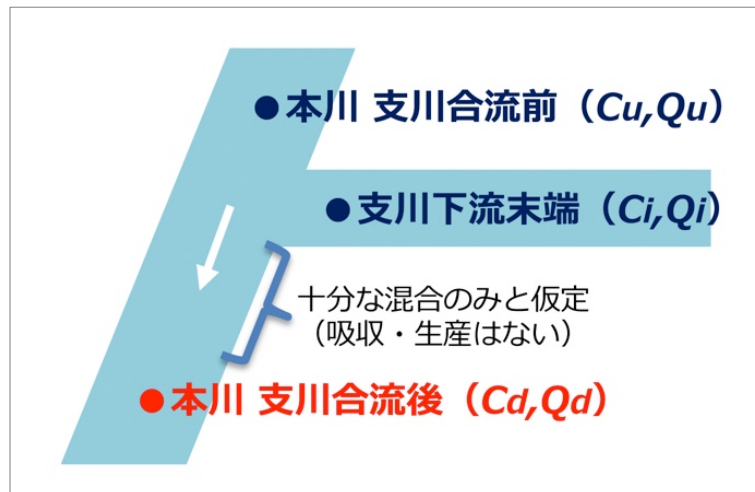 ●本川 支川合流前（Cu,Qu）
●支川下流末端（Ci,Qi）
十分な混合のみと仮定
（吸収・生産はない）
●本川 支川合流後（Cd,Qd）